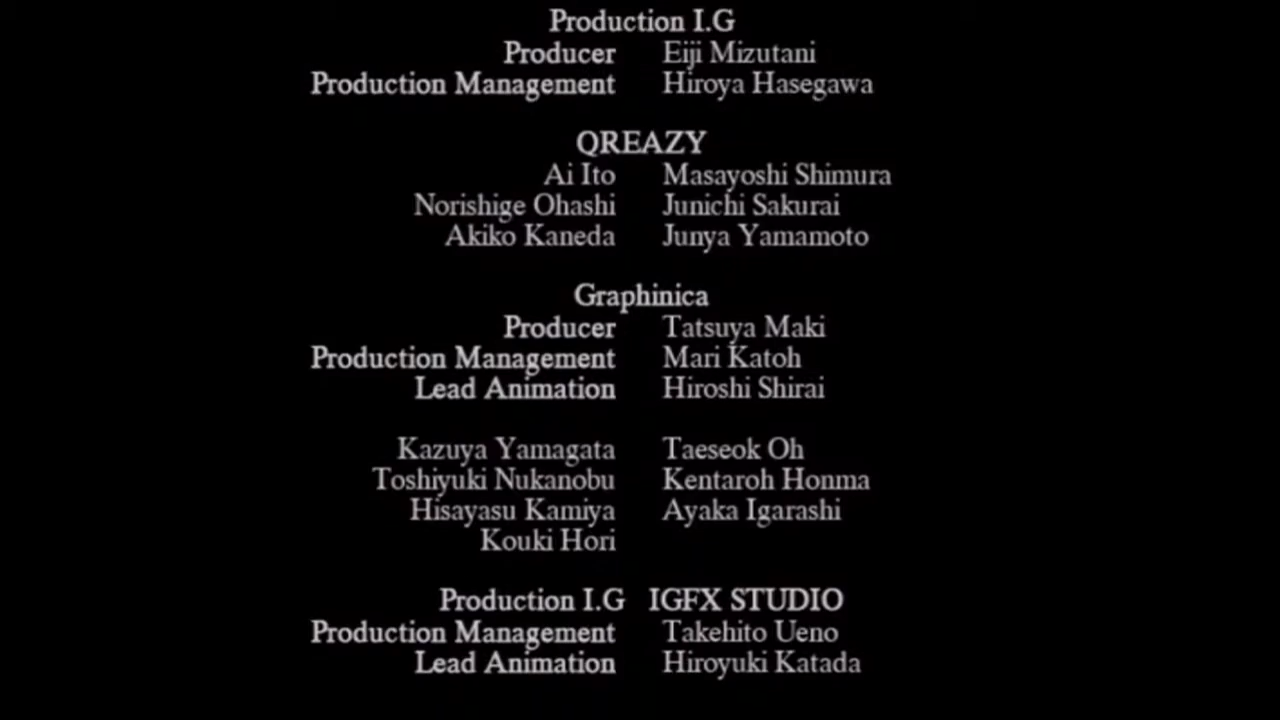 Production I.G
Producer Eiji Mizutani
Production Management Hiroya Hasegawa
QREAZY
Ai Ito Masayoshi Shimura
Norishige Ohashi Junichi Sakurai
Akiko Kaneda Junya Yamamoto
Graphinica
Producer Tatsuya Maki
Production Management Mari Katoh
Lead Animation Hiroshi Shirai
Kazuya Yamagata Taeseok Oh
Toshiyuki Nukanobu Kentaroh Honma
Hisayasu Kamiya Ayaka Igarashi
Kouki Hori
Production I.G IGFX STUDIO
Production Management Takehito Ueno
Lead Animation Hiroyuki Katada